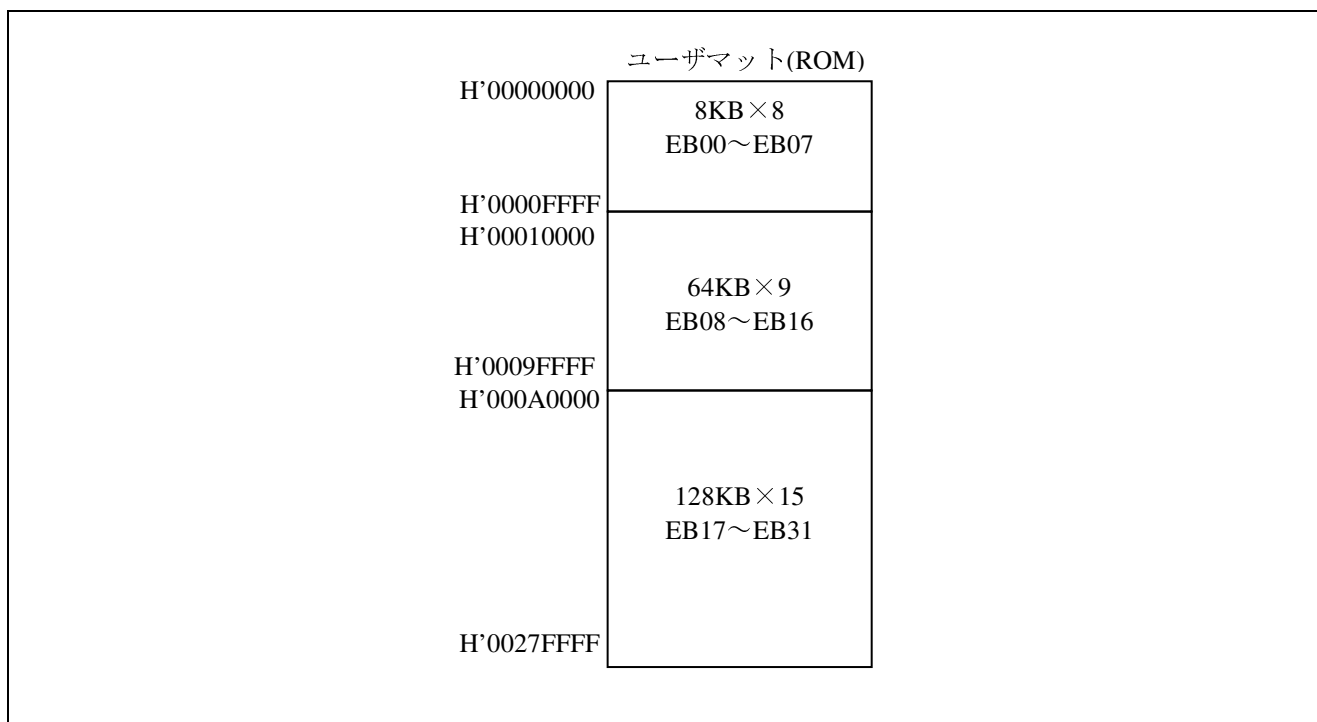 ユーザマット(ROM)
H'00000000
8KB×8
EB00～EB07
H'0000FFFF
H'00010000
64KB×9
EB08～EB16
H'0009FFFF
H'000A0000
128KB×15
EB17～EB31
H'0027FFFF